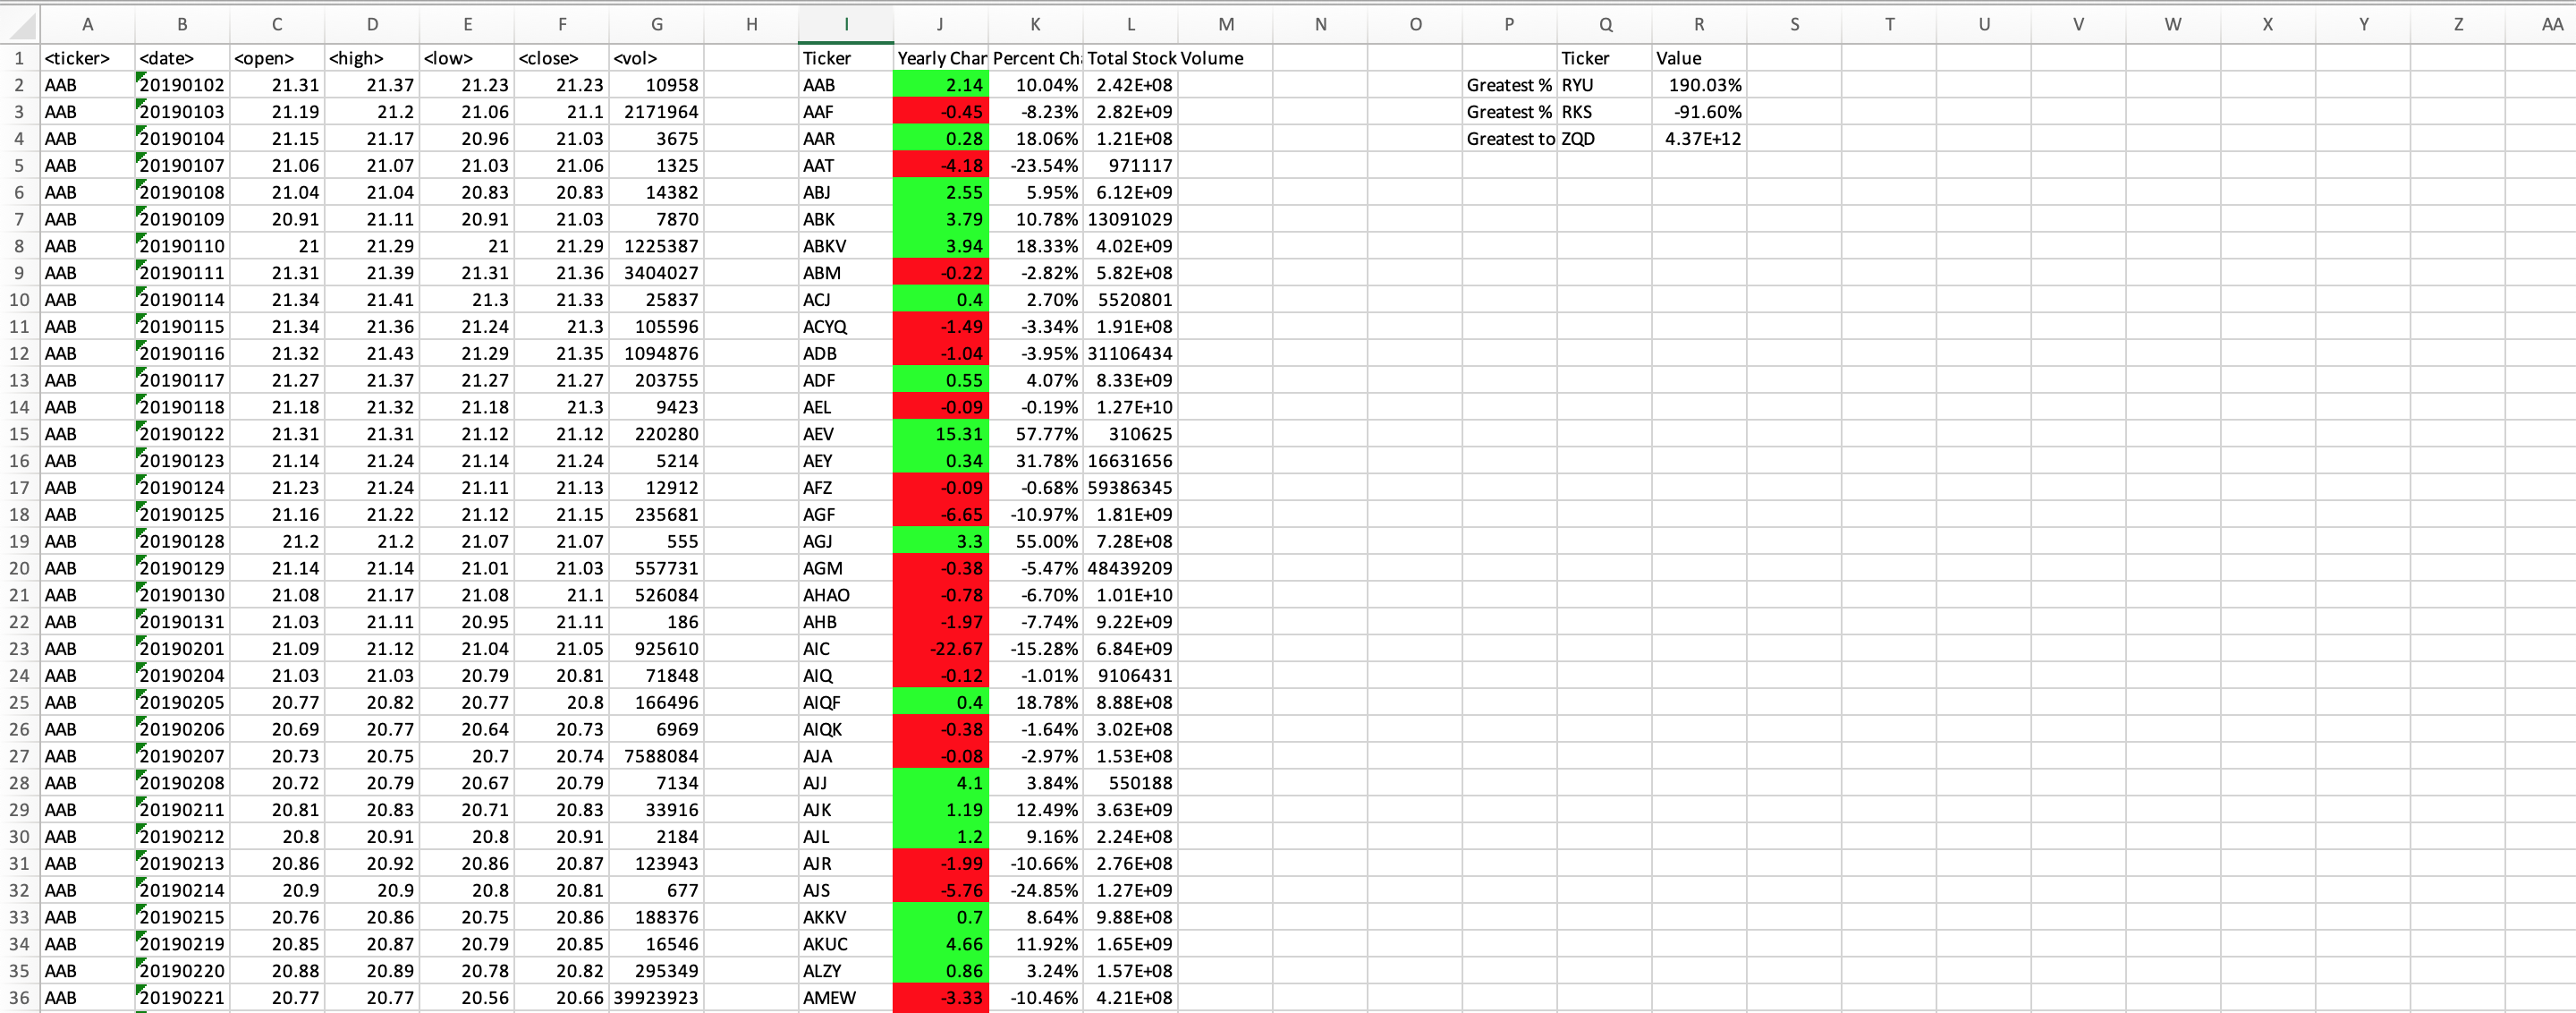 A B C D E F G H I J K L M N O P Q R S T U V W X Y Z AA
1 <ticker> <date> <open> <high> <low> <close> <vol> Ticker Yearly Char Percent Ch Total Stock Volume Ticker Value
2 AAB 20190102 21.31 21.37 21.23 21.23 10958 AAB 2.14 10.04% 2.42E+08 Greatest % RYU 190.03%
3 AAB 20190103 21.19 21.2 21.06 21.1 2171964 AAF -0.45 -8.23% 2.82E+09 Greatest % RKS -91.60%
4 AAB 20190104 21.15 21.17 20.96 21.03 3675 AAR 0.28 18.06% 1.21E+08 Greatest to ZQD 4.37E+12
5 AAB 20190107 21.06 21.07 21.03 21.06 1325 AAT -4.18 -23.54% 971117
6 AAB 20190108 21.04 21.04 20.83 20.83 14382 ABJ 2.55 5.95% 6.12E+09
7 AAB 20190109 20.91 21.11 20.91 21.03 7870 ABK 3.79 10.78% 13091029
8 AAB 20190110 21 21.29 21 21.29 1225387 ABKV 3.94 18.33% 4.02E+09
9 AAB 20190111 21.31 21.39 21.31 21.36 3404027 ABM -0.22 -2.82% 5.82E+08
10 AAB 20190114 21.34 21.41 21.3 21.33 25837 ACJ 0.4 2.70% 5520801
11 AAB 20190115 21.34 21.36 21.24 21.3 105596 ACYQ -1.49 -3.34% 1.91E+08
12 AAB 20190116 21.32 21.43 21.29 21.35 1094876 ADB -1.04 -3.95% 31106434
13 AAB 20190117 21.27 21.37 21.27 21.27 203755 ADF 0.55 4.07% 8.33E+09
14 AAB 20190118 21.18 21.32 21.18 21.3 9423 AEL -0.09 -0.19% 1.27E+10
15 AAB 20190122 21.31 21.31 21.12 21.12 220280 AEV 15.31 57.77% 310625
16 AAB 20190123 21.14 21.24 21.14 21.24 5214 AEY 0.34 31.78% 16631656
17 AAB 20190124 21.23 21.24 21.11 21.13 12912 AFZ -0.09 -0.68% 59386345
18 AAB 20190125 21.16 21.22 21.12 21.15 235681 AGF -6.65 -10.97% 1.81E+09
19 AAB 20190128 21.2 21.2 21.07 21.07 555 AGJ 3.3 55.00% 7.28E+08
20 AAB 20190129 21.14 21.14 21.01 21.03 557731 AGM -0.38 -5.47% 48439209
21 AAB 20190130 21.08 21.17 21.08 21.1 526084 AHAO -0.78 -6.70% 1.01E+10
22 AAB 20190131 21.03 21.11 20.95 21.11 186 AHB -1.97 -7.74% 9.22E+09
23 AAB 20190201 21.09 21.12 21.04 21.05 925610 AIC -22.67 -15.28% 6.84E+09
24 AAB 20190204 21.03 21.03 20.79 20.81 71848 AIQ -0.12 -1.01% 9106431
25 AAB 20190205 20.77 20.82 20.77 20.8 166496 AIQF 0.4 18.78% 8.88E+08
26 AAB 20190206 20.69 20.77 20.64 20.73 6969 AIQK -0.38 -1.64% 3.02E+08
27 AAB 20190207 20.73 20.75 20.7 20.74 7588084 AJA -0.08 -2.97% 1.53E+08
28 AAB 20190208 20.72 20.79 20.67 20.79 7134 AJJ 4.1 3.84% 550188
29 AAB 20190211 20.81 20.83 20.71 20.83 33916 AJK 1.19 12.49% 3.63E+09
30 AAB 20190212 20.8 20.91 20.8 20.91 2184 AJL 1.2 9.16% 2.24E+08
31 AAB 20190213 20.86 20.92 20.86 20.87 123943 AJR -1.99 -10.66% 2.76E+08
32 AAB 20190214 20.9 20.9 20.8 20.81 677 AJS -5.76 -24.85% 1.27E+09
33 AAB 20190215 20.76 20.86 20.75 20.86 188376 AKKV 0.7 8.64% 9.88E+08
34 AAB 20190219 20.85 20.87 20.79 20.85 16546 AKUC 4.66 11.92% 1.65E+09
35 AAB 20190220 20.88 20.89 20.78 20.82 295349 ALZY 0.86 3.24% 1.57E+08
36 AAB 20190221 20.77 20.77 20.56 20.66 39923923 AMEW -3.33 -10.46% 4.21E+08